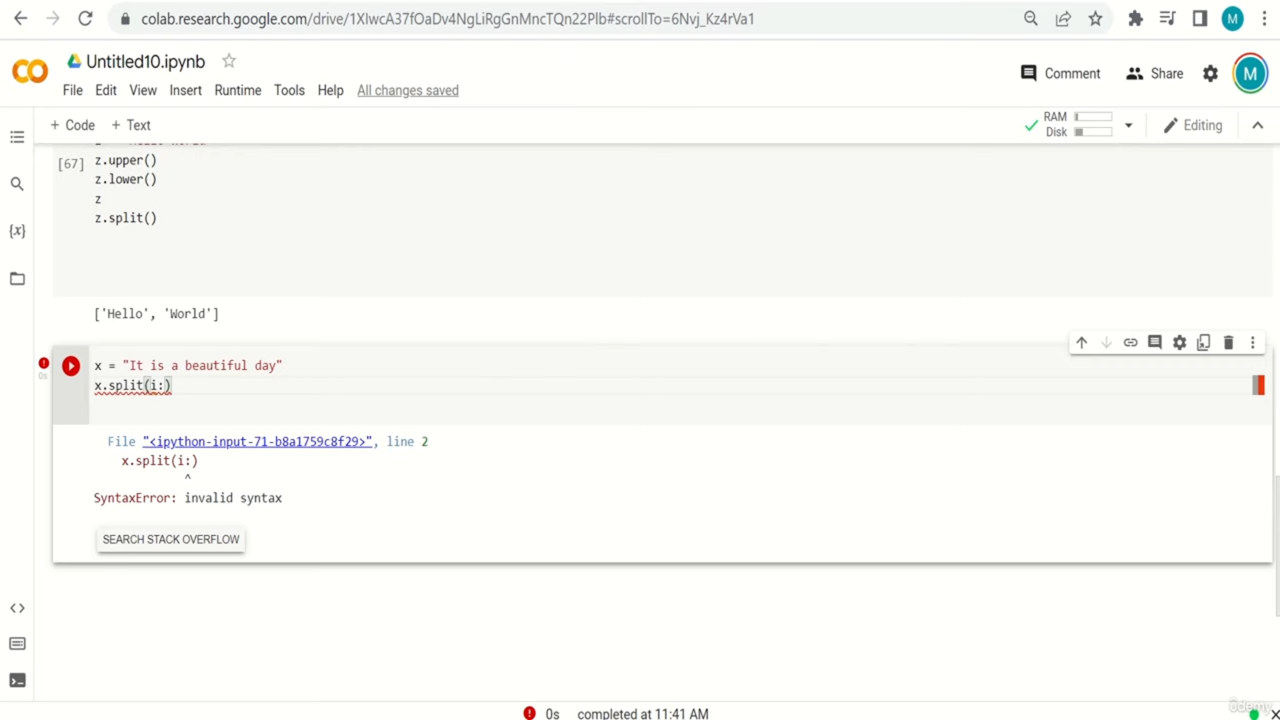 colab.research.google.com/drive/1XIwcA37fOaDv4NgLiRgGnMncTQn22Plb#scrollTo=6Nvj_Kz4rVa1
M
Untitled10.ipynb
Comment
Share
M
File Edit View Insert Runtime Tools Help All changes saved
+ Code + Text
RAM
Disk
Editing
[67]
z.upper()
z.lower()
z
z.split()
['Hello', 'World']
x = "It is a beautiful day"
0s
x.split(i:)
File "<ipython-input-71-b8a1759c8f29>", line 2
x.split(i:)
^
SyntaxError: invalid syntax
SEARCH STACK OVERFLOW
0s completed at 11:41 AM
Udemy